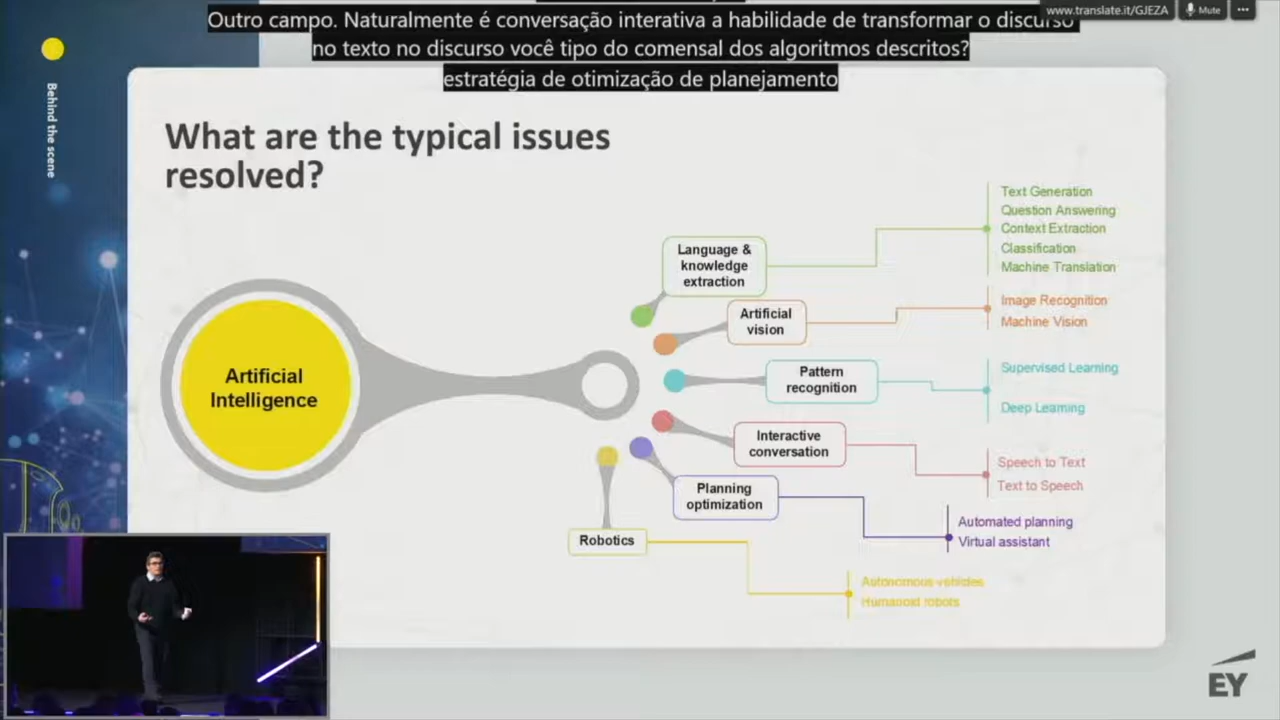 Outro campo. Naturalmente é conversação interativa a habilidade de transformar o discurso
no texto no discurso você tipo do comensal dos algoritmos descritos?
estratégia de otimização de planejamento
www.translate.it/GJEZA
Mute
Behind the scene
What are the typical issues
resolved?
Artificial
Intelligence
Language &
knowledge
extraction
Text Generation
Question Answering
Context Extraction
Classification
Machine Translation
Artificial
vision
Image Recognition
Machine Vision
Pattern
recognition
Supervised Learning
Deep Learning
Interactive
conversation
Speech to Text
Text to Speech
Planning
optimization
Automated planning
Virtual assistant
Robotics
Autonomous vehicles
Humanoid robots
EY